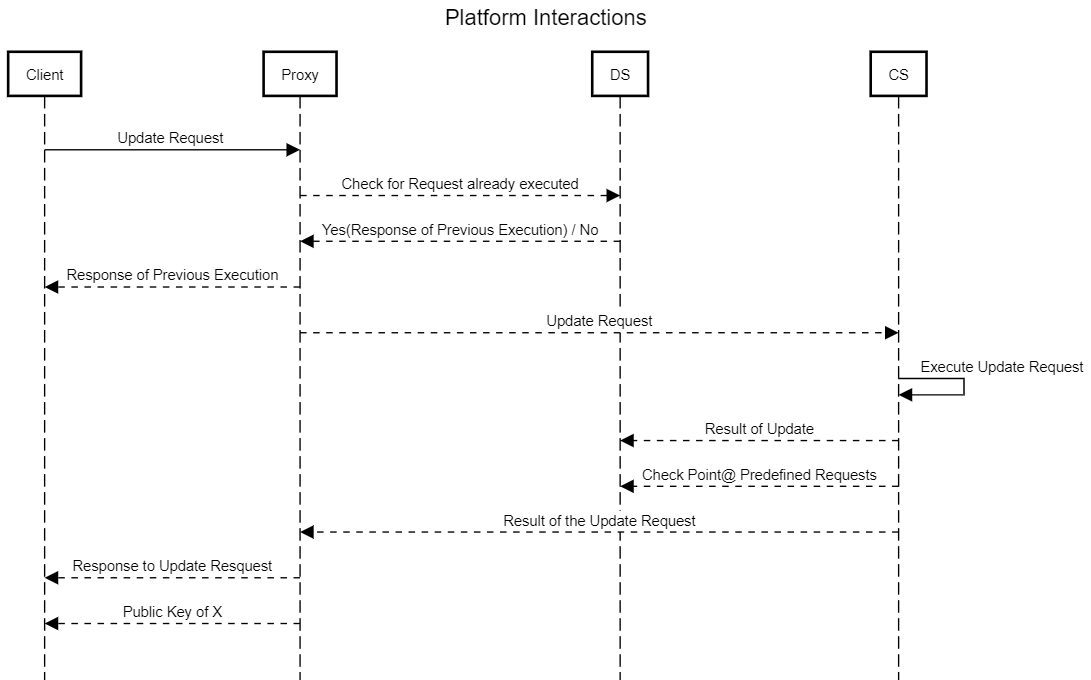 Platform Interactions
Client
Proxy
DS
CS
Update Request
Check for Request already executed
Yes(Response of Previous Execution) / No
Response of Previous Execution
Update Request
Execute Update Request
Result of Update
Check Point@ Predefined Requests
Result of the Update Request
Response to Update Resquest
Public Key of X